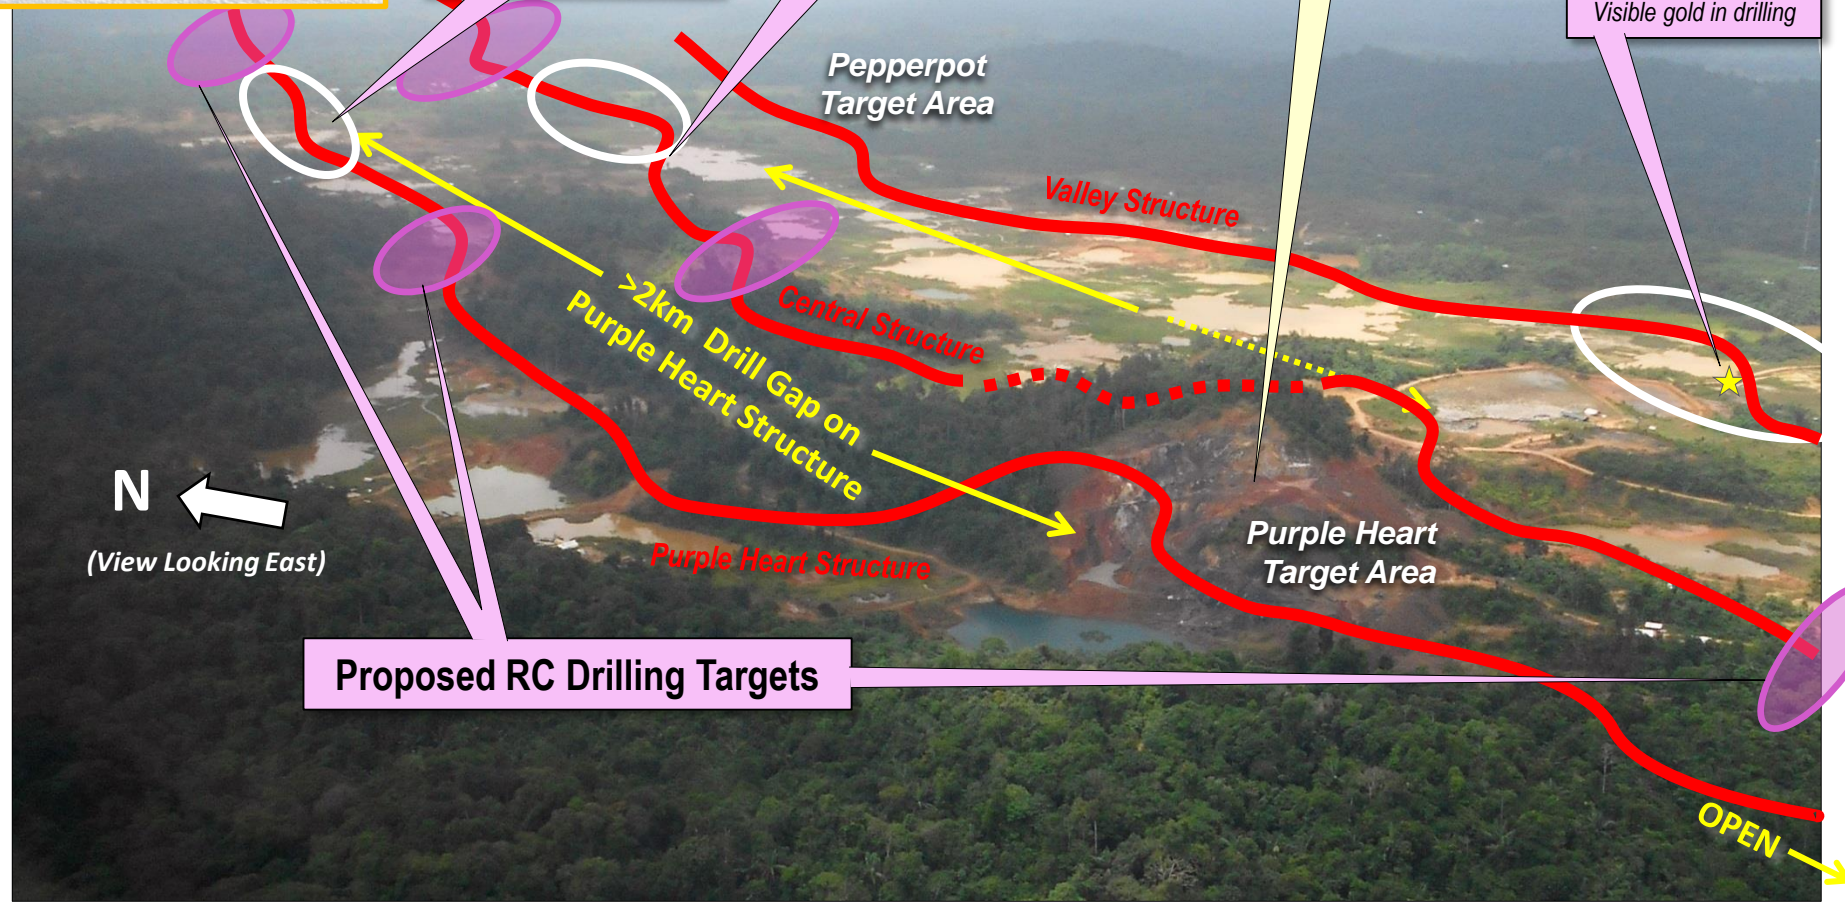 Visible gold in drilling
Pepperpot
Target Area
Valley Structure
Central Structure
>2km Drill Gap on
Purple Heart Structure
N
(View Looking East)
Purple Heart Structure
Purple Heart
Target Area
Proposed RC Drilling Targets
OPEN